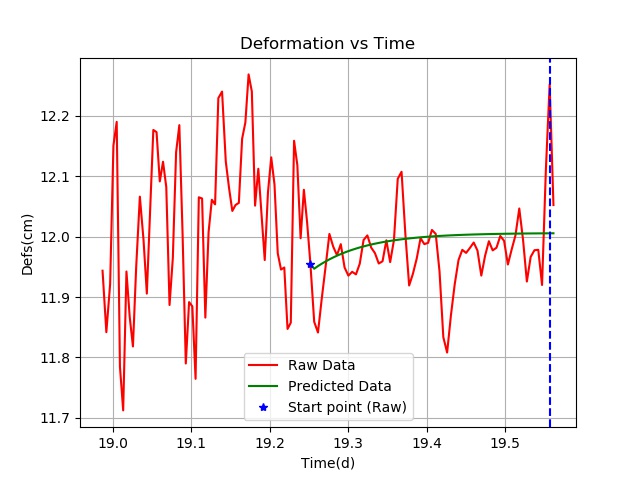 Deformation vs Time
12.2
12.1
12.0
11.9
11.8
11.7
Defs(cm)
Raw Data
Predicted Data
Start point (Raw)
19.0 19.1 19.2 19.3 19.4 19.5
Time(d)